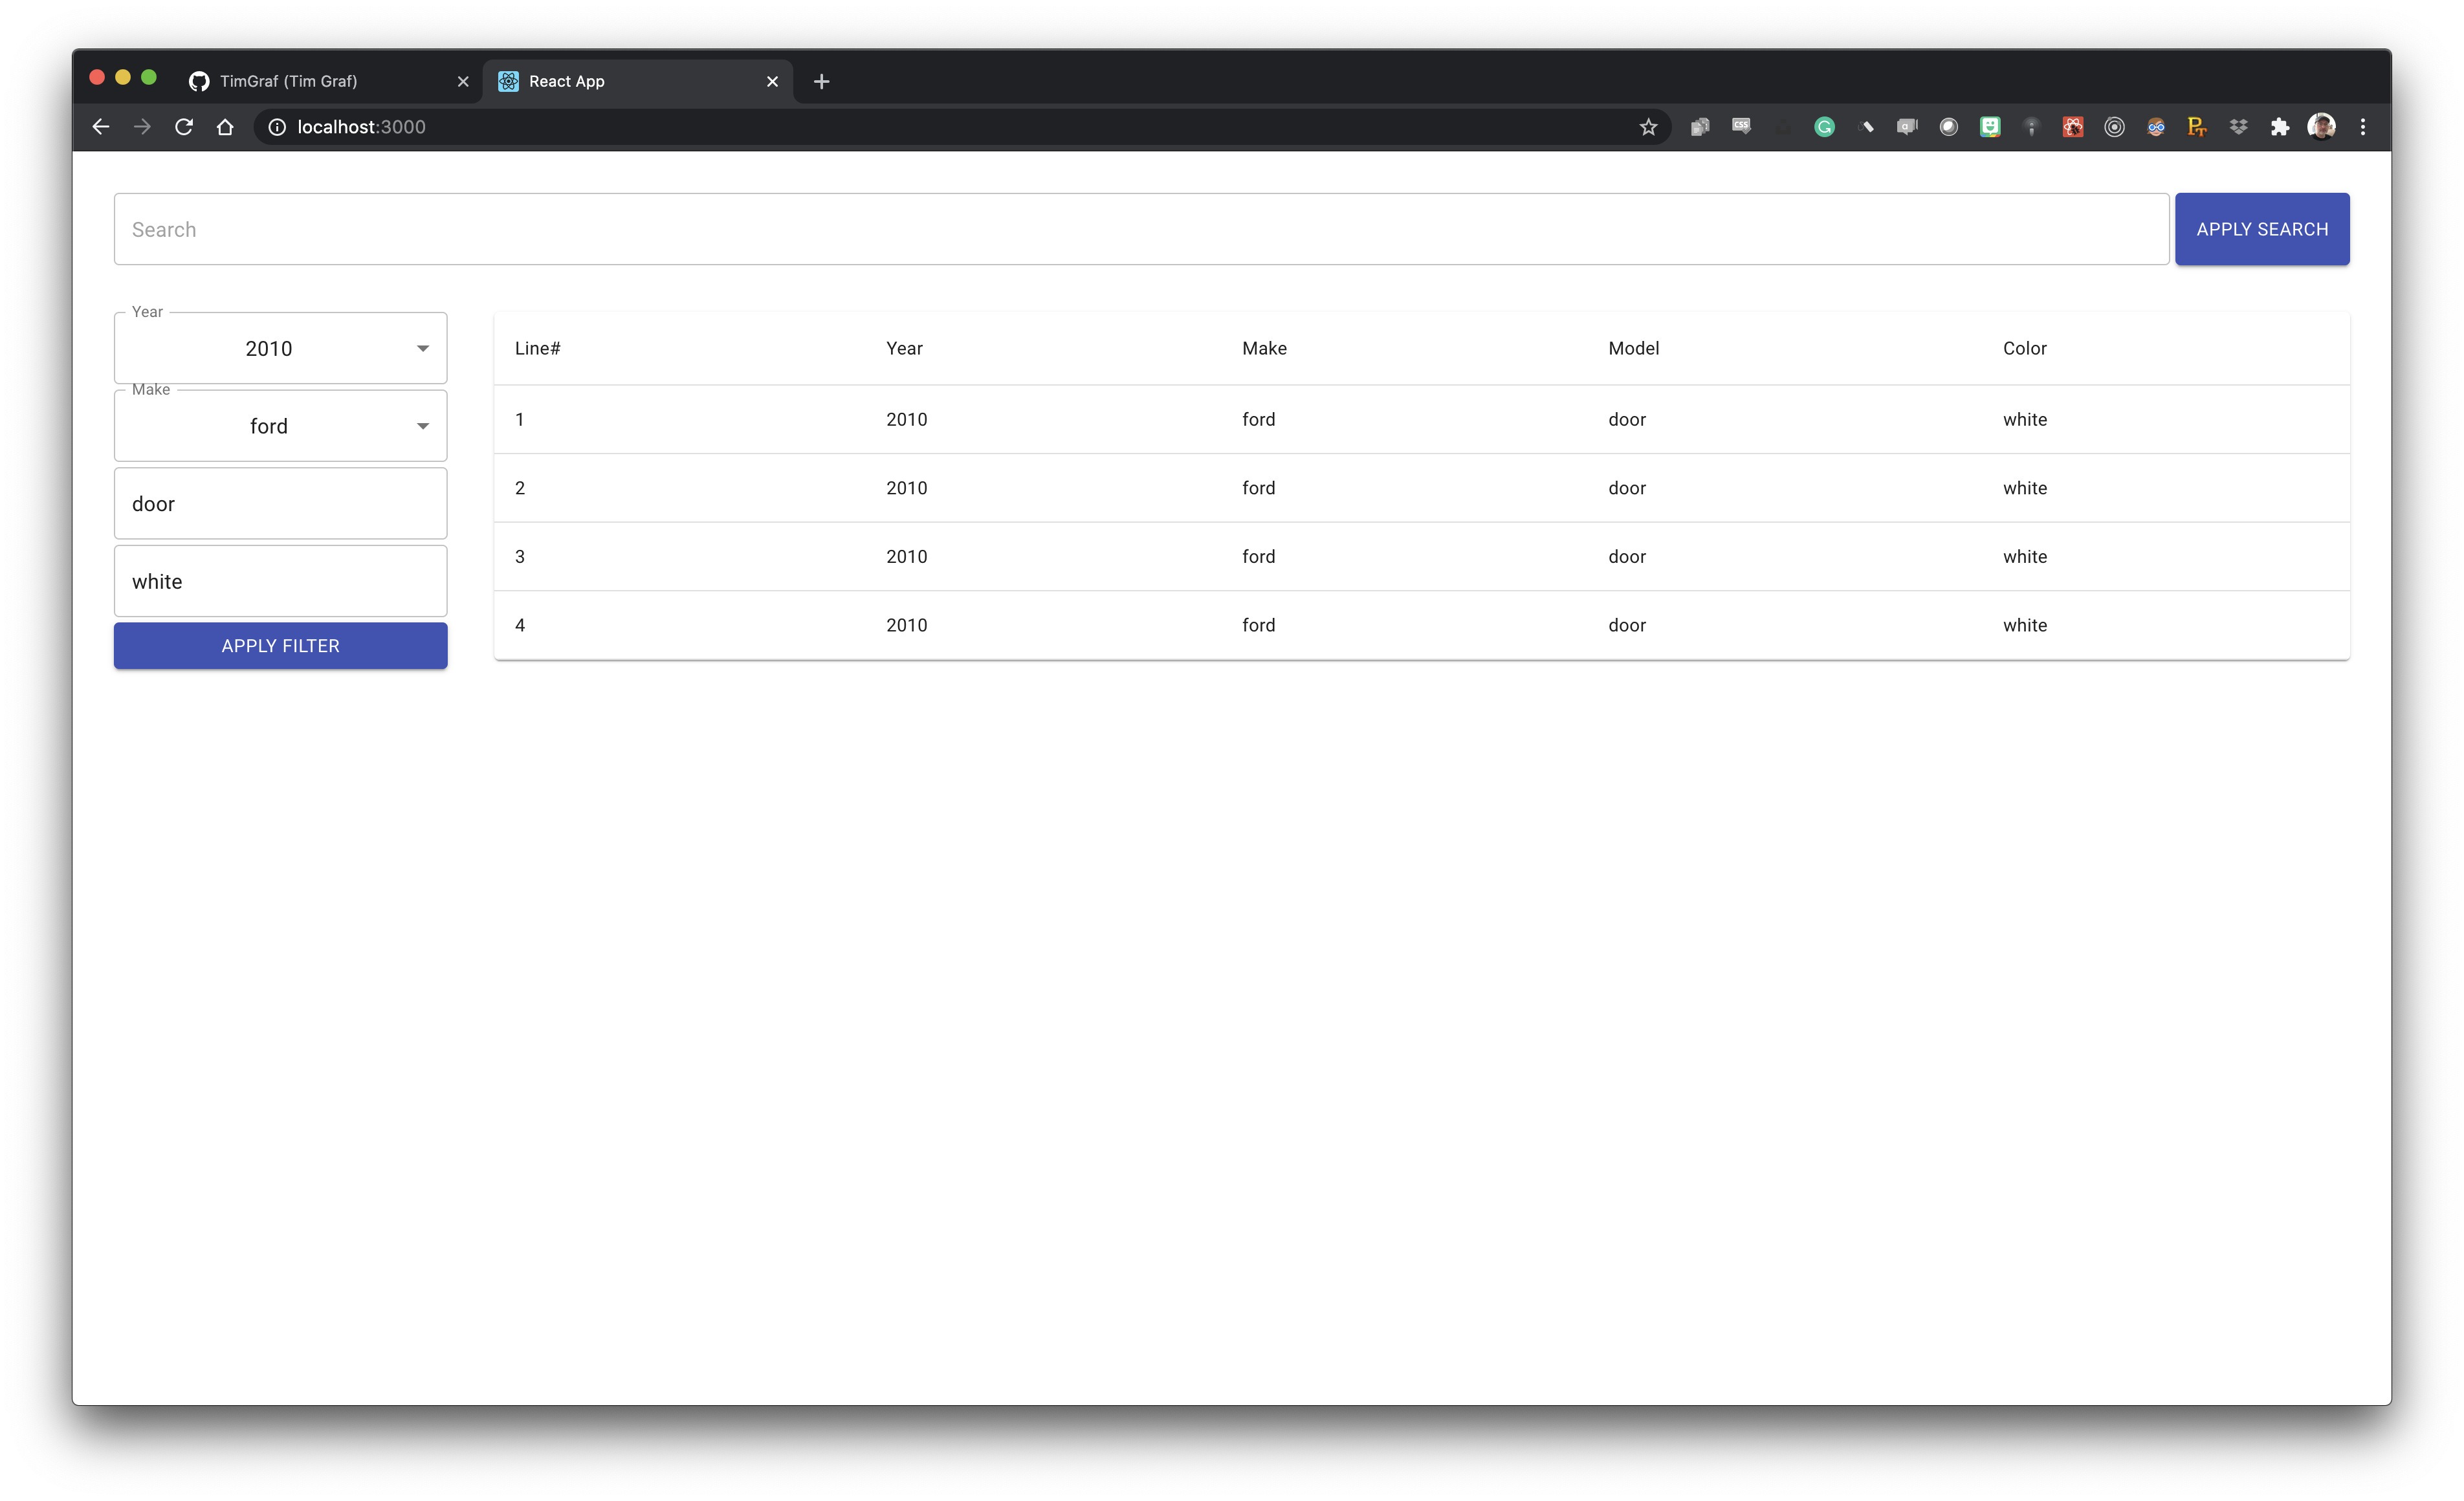 TimGraf (Tim Graf)
React App
localhost:3000
Search
APPLY SEARCH
Year
2010
Make
ford
door
white
APPLY FILTER
Line# Year Make Model Color
1 2010 ford door white
2 2010 ford door white
3 2010 ford door white
4 2010 ford door white